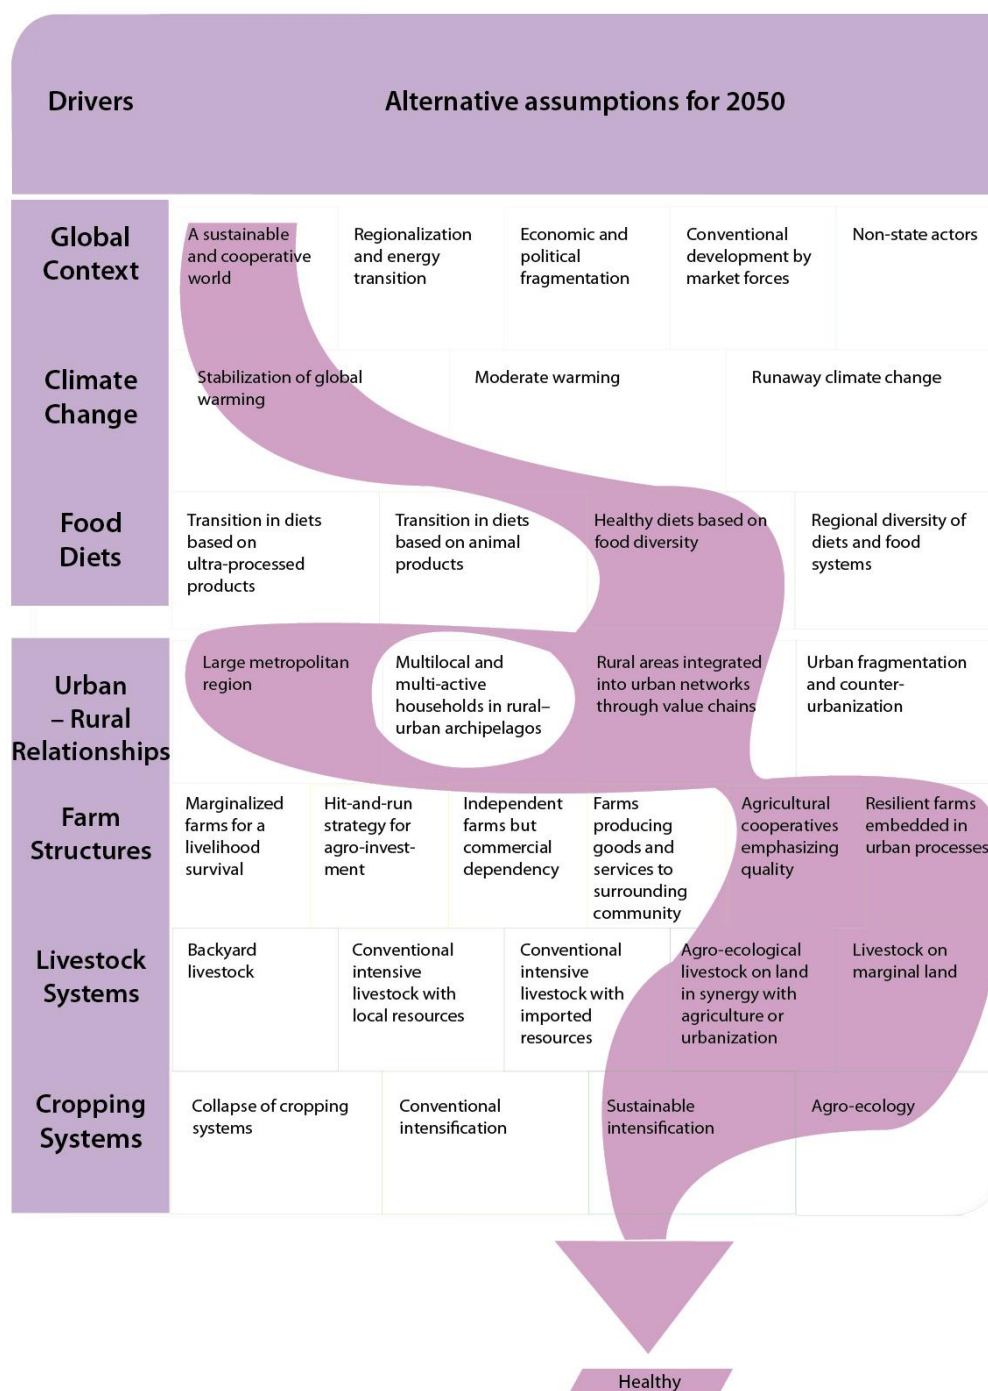 Drivers
Alternative assumptions for 2050
Global
Context
A sustainable
and cooperative
world
Regionalization
and energy
transition
Economic and
political
fragmentation
Conventional
development by
market forces
Non-state actors
Climate
Change
Stabilization of global
warming
Moderate warming
Runaway climate change
Food
Diets
Transition in diets
based on
ultra-processed
products
Transition in diets
based on animal
products
Healthy diets based on
food diversity
Regional diversity of
diets and food
systems
Urban
– Rural
Relationships
Large metropolitan
region
Multilocal and
multi-active
households in rural–
urban archipelagos
Rural areas integrated
into urban networks
through value chains
Urban fragmentation
and counter-
urbanization
Farm
Structures
Marginalized
farms for a
livelihood
survival
Hit-and-run
strategy for
agro-invest-
ment
Independent
farms but
commercial
dependency
Farms
producing
goods and
services to
surrounding
community
Agricultural
cooperatives
emphasizing
quality
Resilient farms
embedded in
urban processes
Livestock
Systems
Backyard
livestock
Conventional
intensive
livestock with
local resources
Conventional
intensive
livestock with
imported
resources
Agro-ecological
livestock on land
in synergy with
agriculture or
urbanization
Livestock on
marginal land
Cropping
Systems
Collapse of cropping
systems
Conventional
intensification
Sustainable
intensification
Agro-ecology
Healthy